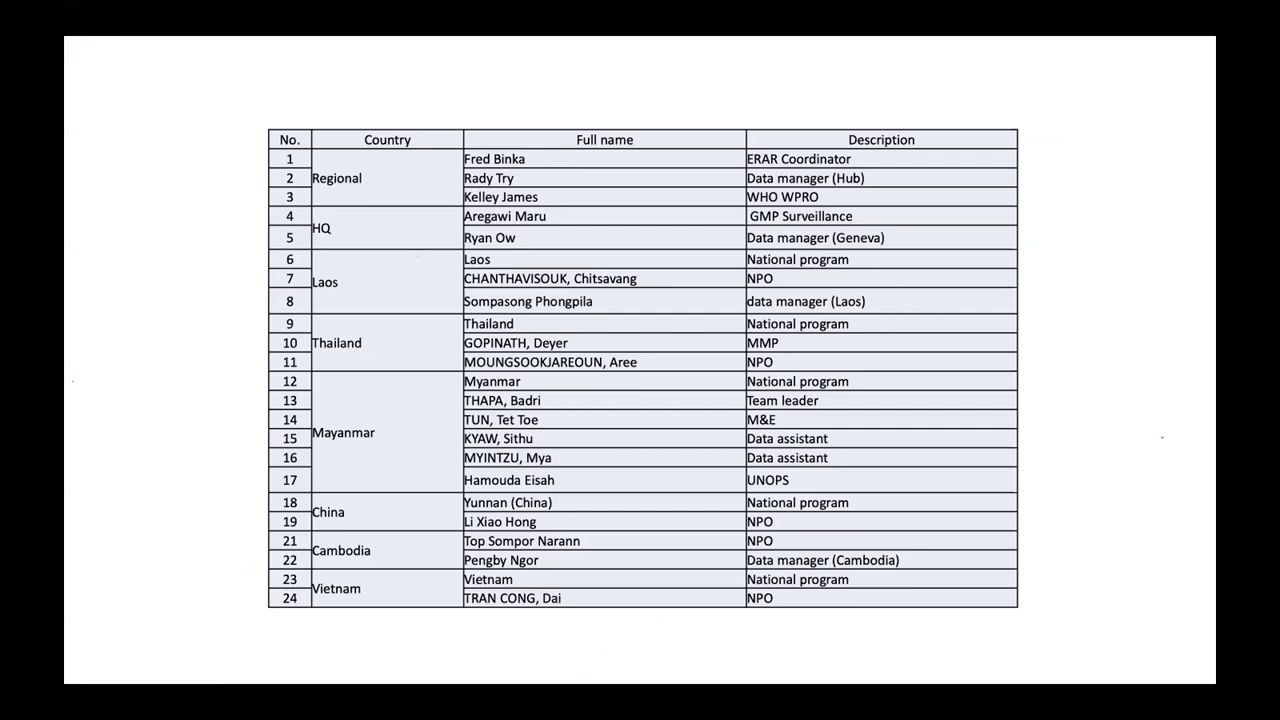 No. Country Full name Description
1 Regional Fred Binka ERAR Coordinator
2 Rady Try Data manager (Hub)
3 Kelley James WHO WPRO
4 HQ Aregawi Maru GMP Surveillance
5 Ryan Ow Data manager (Geneva)
6 Laos Laos National program
7 CHANTHAVISOUK, Chitsavang NPO
8 Sompasong Phongpila data manager (Laos)
9 Thailand Thailand National program
10 GOPINATH, Deyer MMP
11 MOUNGSOOKJAREOUN, Aree NPO
12 Mayanmar Myanmar National program
13 THAPA, Badri Team leader
14 TUN, Tet Toe M&E
15 KYAW, Sithu Data assistant
16 MYINTZU, Mya Data assistant
17 Hamouda Eisah UNOPS
18 China Yunnan (China) National program
19 Li Xiao Hong NPO
21 Cambodia Top Sompor Narann NPO
22 Pengby Ngor Data manager (Cambodia)
23 Vietnam Vietnam National program
24 TRAN CONG, Dai NPO